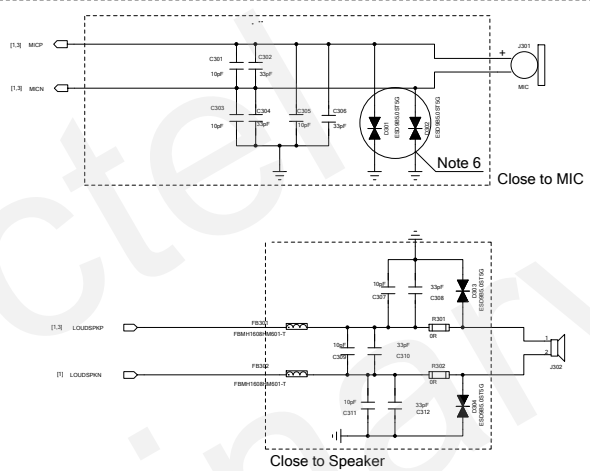 [1,3] MICP
C301
10pF
C302
33pF
J301
+
MIC
[1,3] MICN
C303
10pF
C304
33pF
C305
10pF
C306
33pF
D301
ESD9B5.0ST5G
D302
ESD9B5.0ST5G
Note 6
Close to MIC
10pF
C307
33pF
C308
D303
ESD9B5.0ST5G
[1,3] LOUDSPKP
FB301
FBMH1608HM601-T
R301
0R
10pF
C309
33pF
C310
1
2
J302
[1] LOUDSPKN
FB302
FBMH1608HM601-T
R302
0R
10pF
C311
33pF
C312
D304
ESD9B5.0ST5G
Close to Speaker